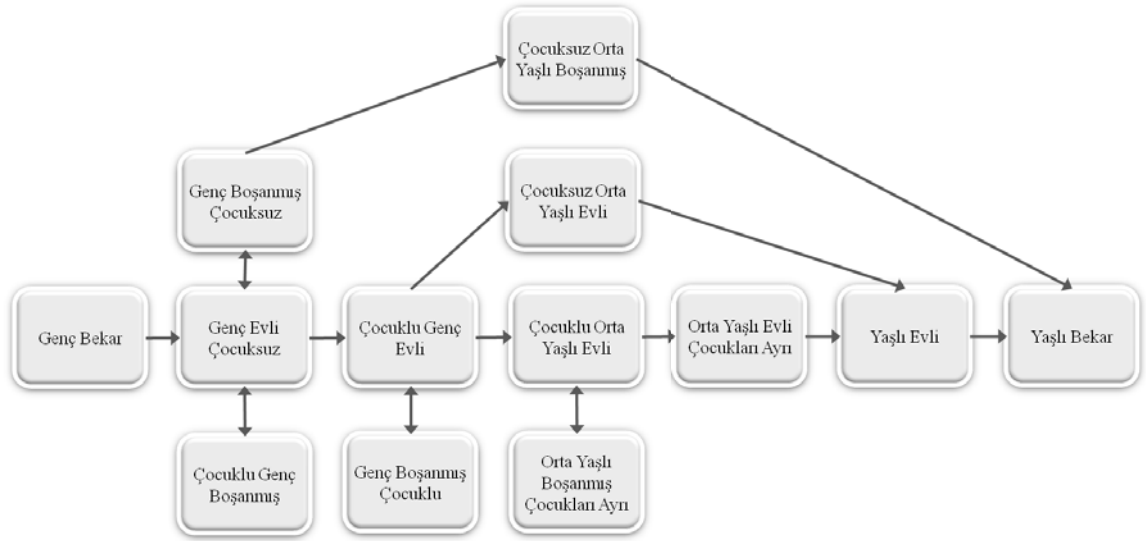 Çocuksuz Orta
Yaşlı Boşanmış
Genç Boşanmış
Çocuksuz
Çocuksuz Orta
Yaşlı Evli
Genç Bekar
Genç Evli
Çocuksuz
Çocuklu Genç
Evli
Çocuklu Orta
Yaşlı Evli
Orta Yaşlı Evli
Çocukları Ayrı
Yaşlı Evli
Yaşlı Bekar
Çocuklu Genç
Boşanmış
Genç Boşanmış
Çocuklu
Orta Yaşlı
Boşanmış
Çocukları Ayrı